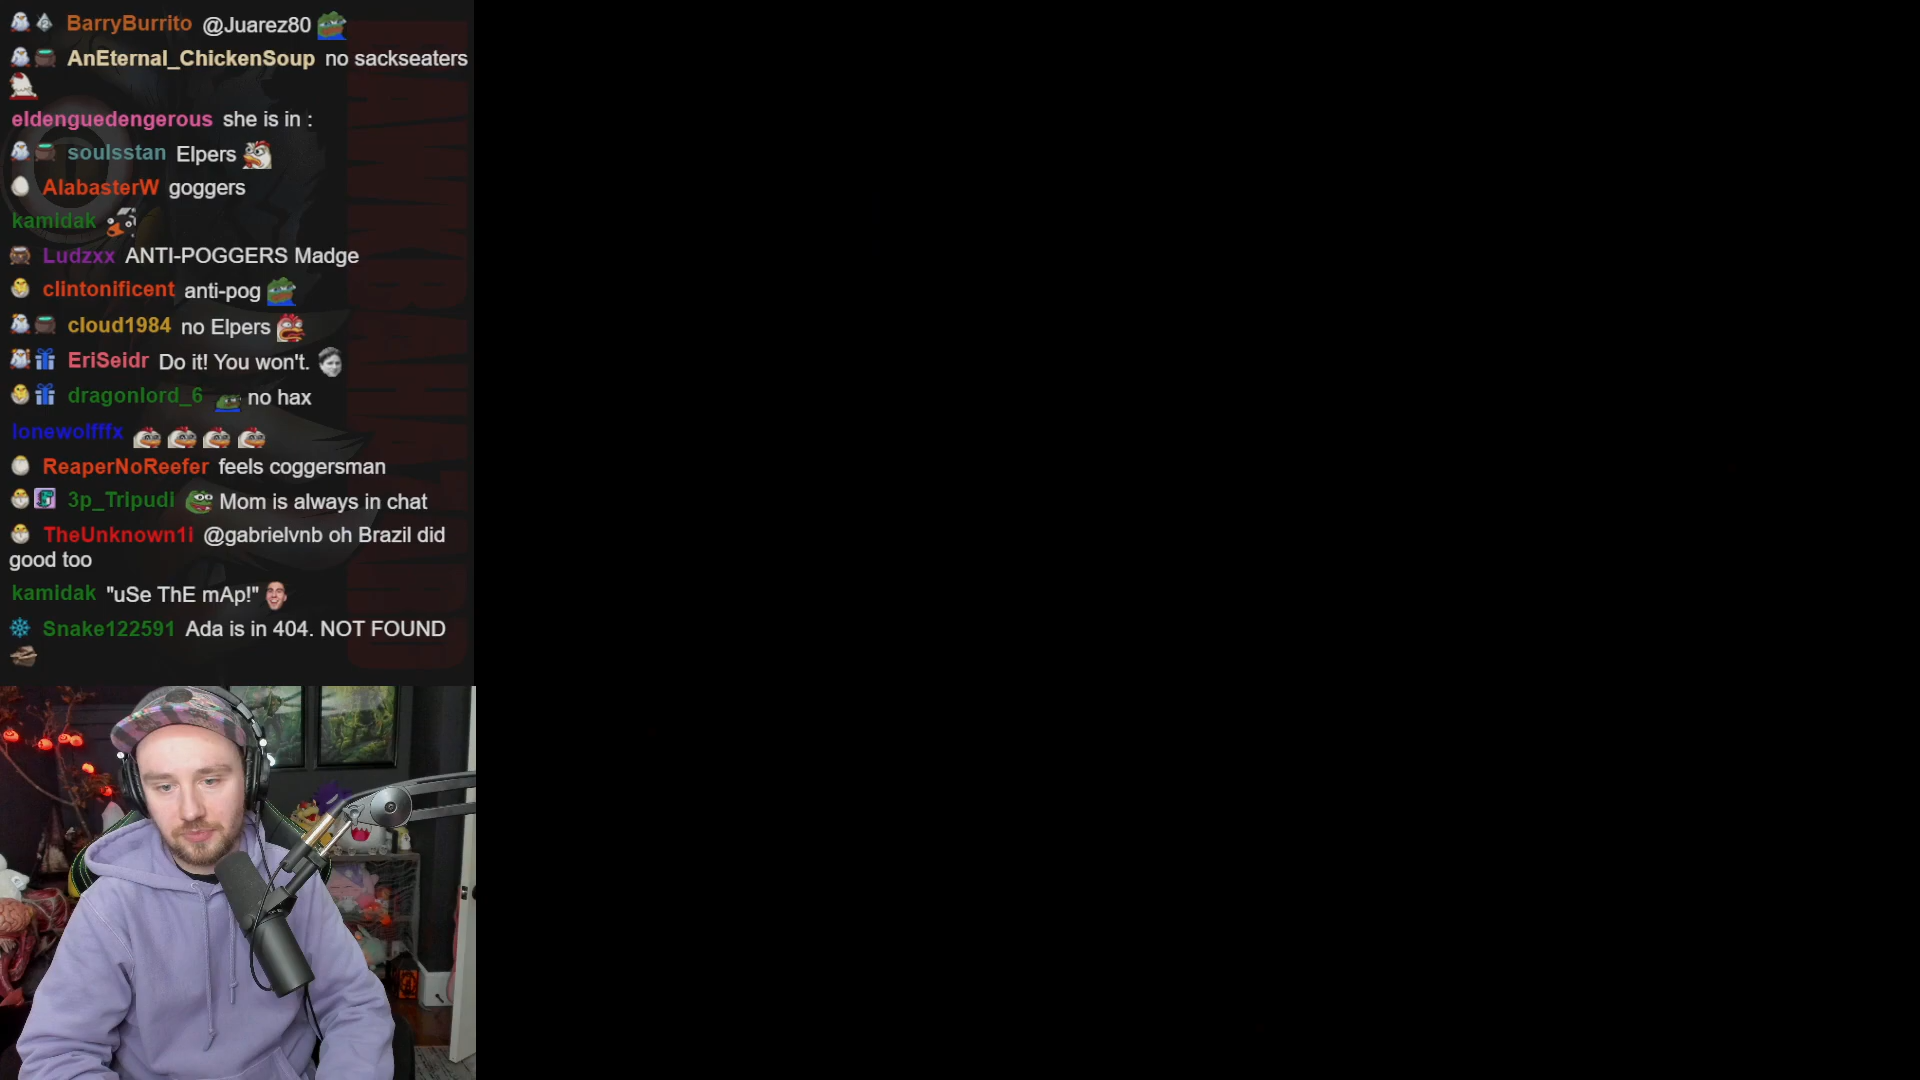 BarryBurrito @Juarez80
AnEternal_ChickenSoup no sackseaters
eldenguedengerous she is in :
soulsstan Elpers
AlabasterW goggers
kamidak
Ludzxx ANTI-POGGERS Madge
clintonificent anti-pog
cloud1984 no Elpers
EriSeidr Do it! You won't.
dragonlord_6 no hax
lonewolfffx
ReaperNoReefer feels coggersman
3p_Tripudi Mom is always in chat
TheUnknown1i @gabrielvnb oh Brazil did
good too
kamidak "uSe ThE mAp!"
Snake122591 Ada is in 404. NOT FOUND